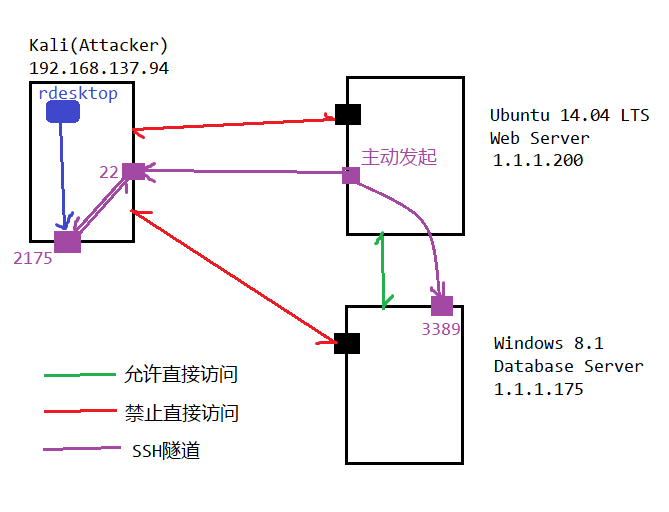 Kali(Attacker)
192.168.137.94
rdesktop
22
2175
主动发起
Ubuntu 14.04 LTS
Web Server
1.1.1.200
3389
Windows 8.1
Database Server
1.1.1.175
允许直接访问
禁止直接访问
SSH隧道